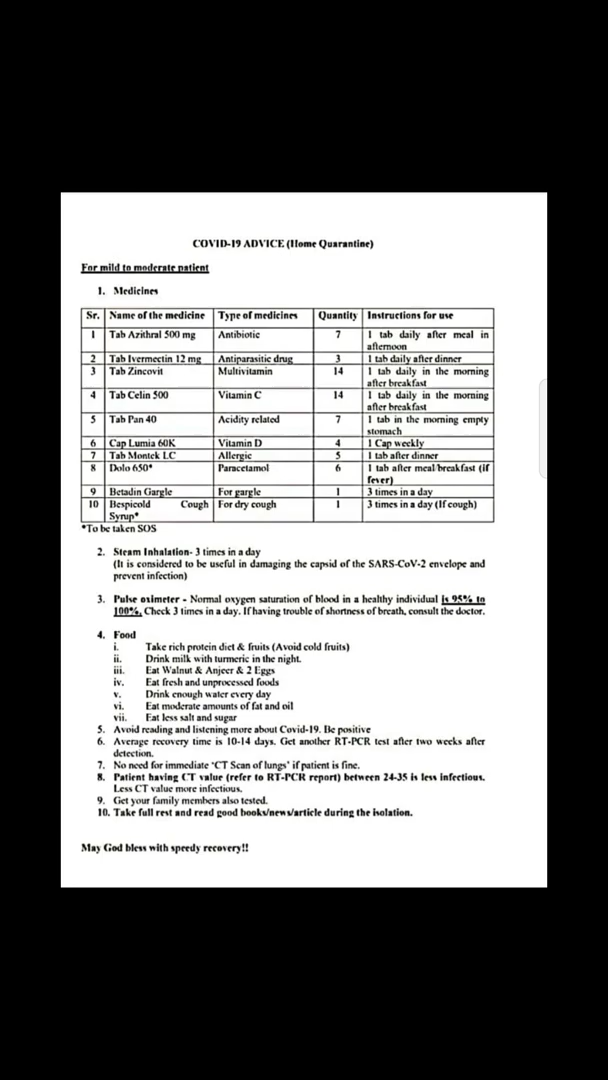 COVID-19 ADVICE (Home Quarantine)
For mild to moderate patient
1. Medicines
Sr. Name of the medicine Type of medicines Quantity Instructions for use
1 Tab Azithral 500 mg Antibiotic 7 1 tab daily after meal in
afternoon
2 Tab Ivermectin 12 mg Antiparasitic drug 3 1 tab daily after dinner
3 Tab Zincovit Multivitamin 14 1 tab daily in the morning
after breakfast
4 Tab Celin 500 Vitamin C 14 1 tab daily in the morning
after breakfast
5 Tab Pan 40 Acidity related 7 1 tab in the morning empty
stomach
6 Cap Lumia 60K Vitamin D 4 1 Cap weekly
7 Tab Montek LC Allergic 5 1 tab after dinner
8 Dolo 650* Paracetamol 6 1 tab after meal/breakfast (if
fever)
9 Betadin Gargle For gargle 1 3 times in a day
10 Bespicold Cough For dry cough 1 3 times in a day (If cough)
Syrup*
*To be taken SOS
2. Steam Inhalation- 3 times in a day
(It is considered to be useful in damaging the capsid of the SARS-CoV-2 envelope and
prevent infection)
3. Pulse oximeter - Normal oxygen saturation of blood in a healthy individual is 95% to
100%. Check 3 times in a day. If having trouble of shortness of breath, consult the doctor.
4. Food
i. Take rich protein diet & fruits (Avoid cold fruits)
ii. Drink milk with turmeric in the night.
iii. Eat Walnut & Anjeer & 2 Eggs
iv. Eat fresh and unprocessed foods
v. Drink enough water every day
vi. Eat moderate amounts of fat and oil
vii. Eat less salt and sugar
5. Avoid reading and listening more about Covid-19. Be positive
6. Average recovery time is 10-14 days. Get another RT-PCR test after two weeks after
detection.
7. No need for immediate 'CT Scan of lungs' if patient is fine.
8. Patient having CT value (refer to RT-PCR report) between 24-35 is less infectious.
Less CT value more infectious.
9. Get your family members also tested.
10. Take full rest and read good books/news/article during the isolation.
May God bless with speedy recovery!!